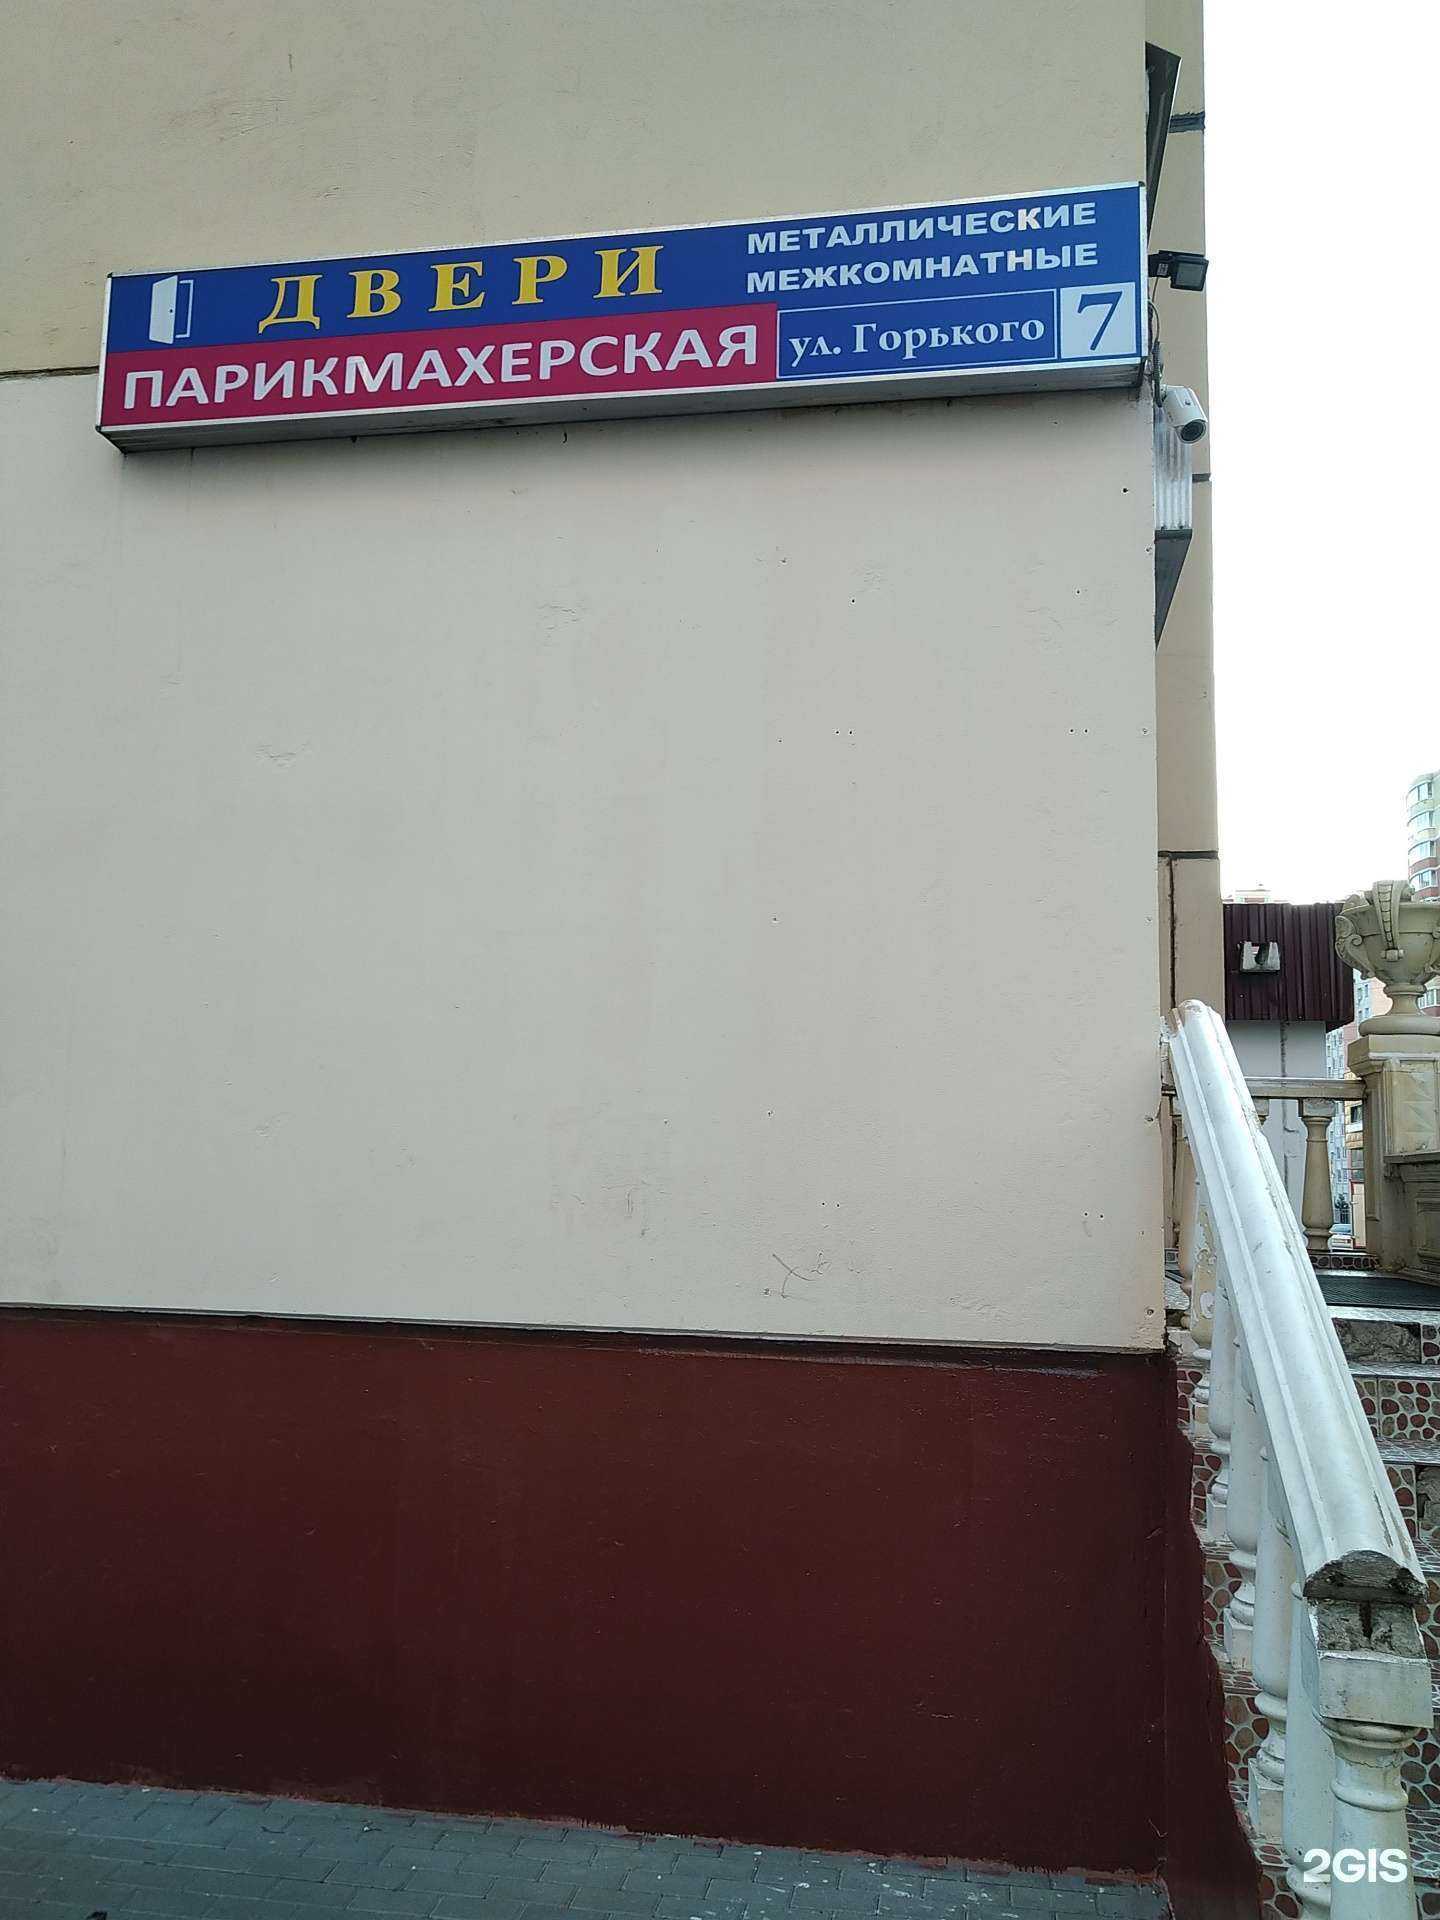 ДВЕРИ
МЕТАЛЛИЧЕСКИЕ
МЕЖКОМНАТНЫЕ
ПАРИКМАХЕРСКАЯ
ул. Горького
7
2GIS